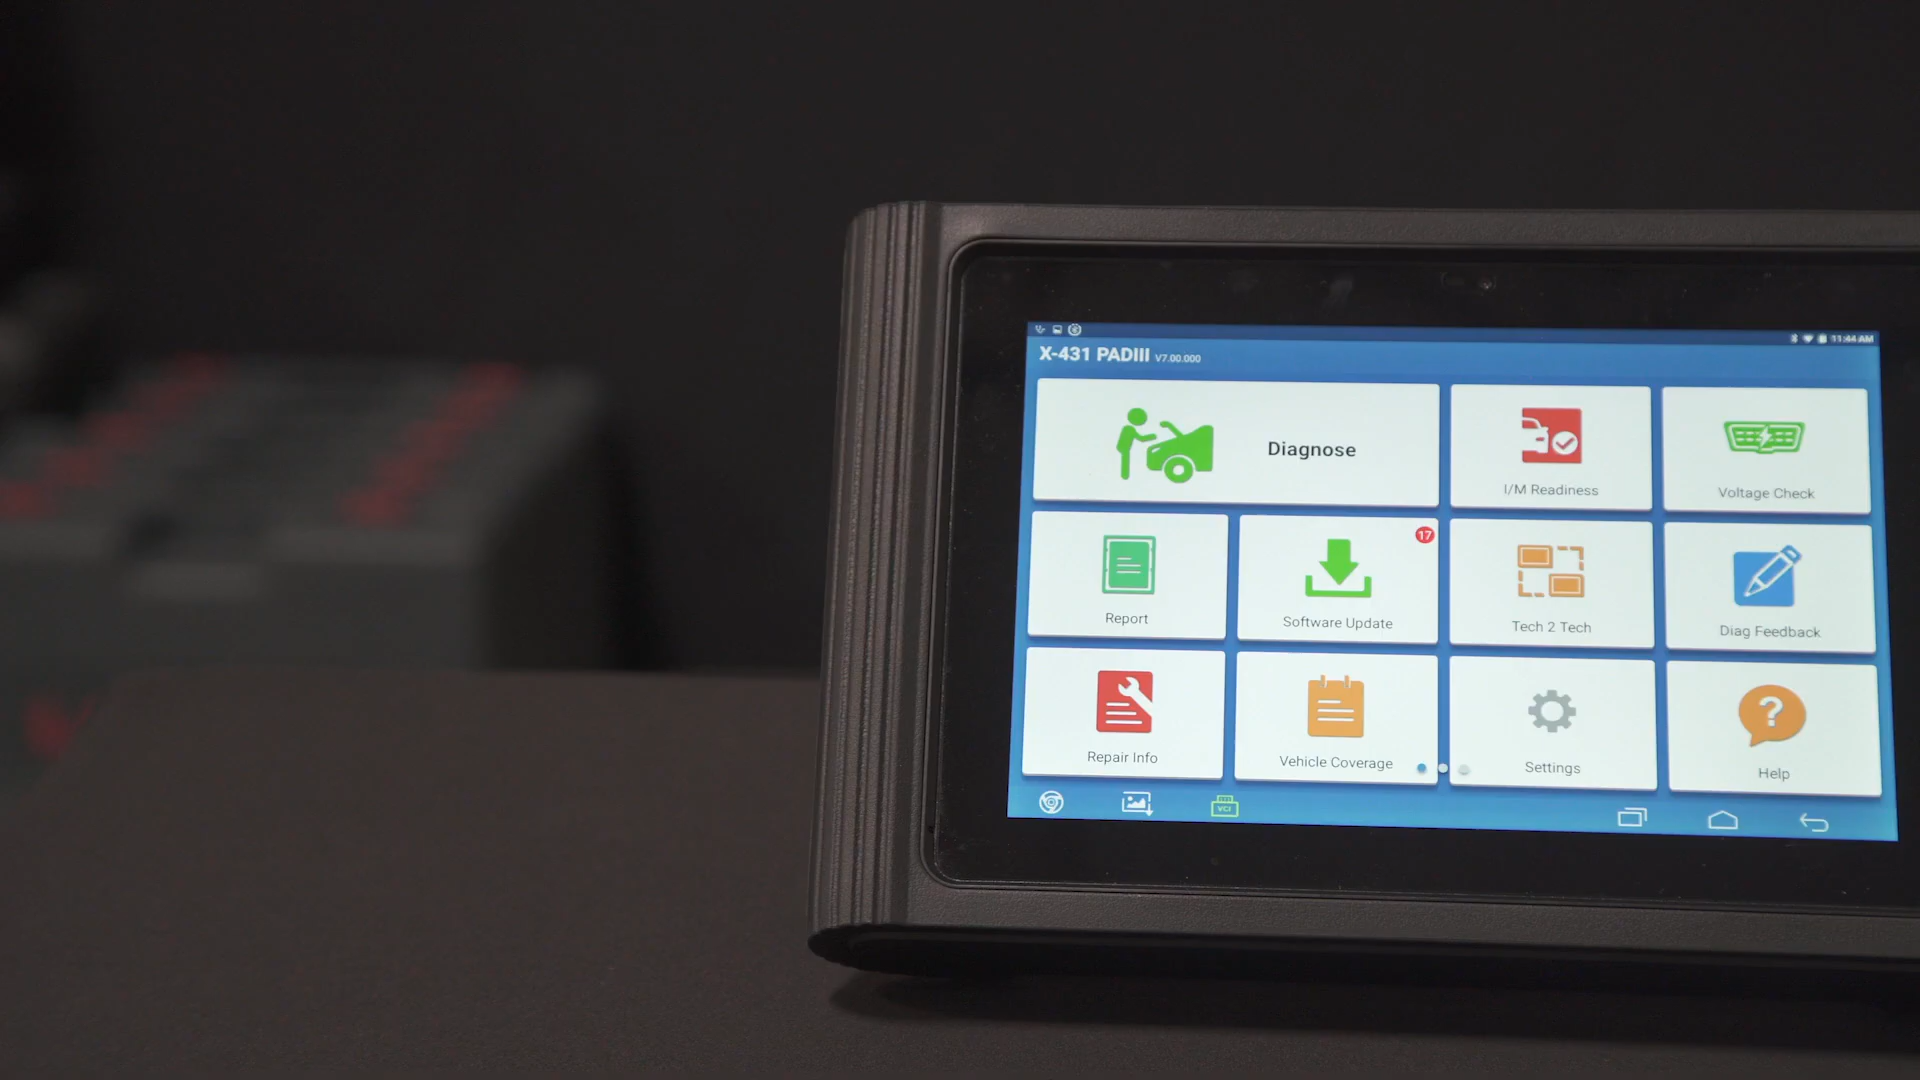 11:44 AM
X-431 PADIII V7.00.000
Diagnose
I/M Readiness
Voltage Check
Report
17
Software Update
Tech 2 Tech
Diag Feedback
Repair Info
Vehicle Coverage
Settings
?
Help
VCI